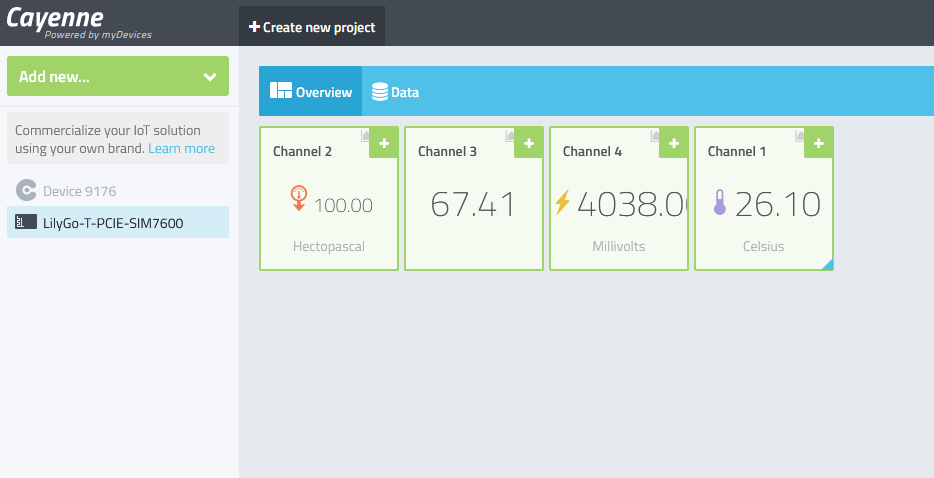 Cayenne
Powered by myDevices
+ Create new project
Add new...
Commercialize your IoT solution
using your own brand. Learn more
Device 9176
LilyGo-T-PCIE-SIM7600
Overview
Data
Channel 2
100.00
Hectopascal
Channel 3
67.41
Channel 4
4038.0
Millivolts
Channel 1
26.10
Celsius